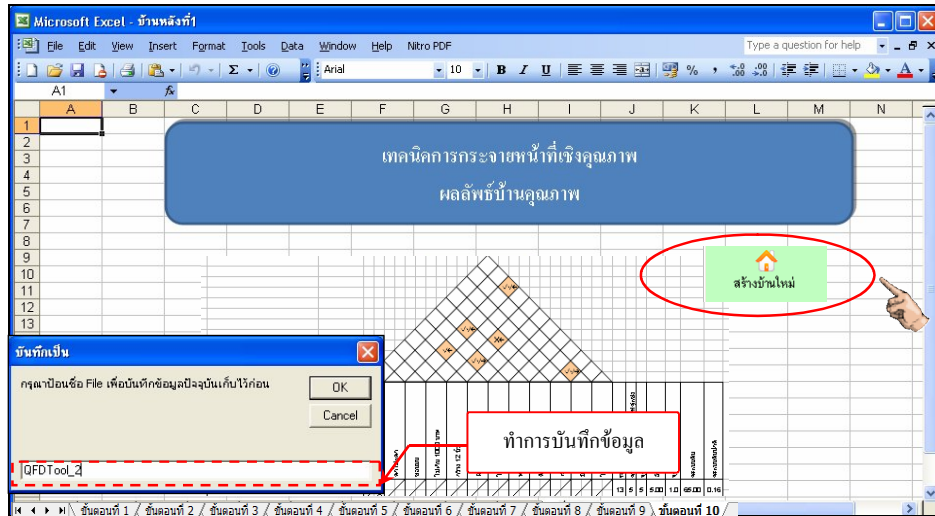 Microsoft Excel - บ้านหลังที่1
File Edit View Insert Format Tools Data Window Help Nitro PDF
Type a question for help
Arial 10 B I U % ,
A1 fx
A B C D E F G H I J K L M N
1
2
3
เทคนิคการกระจายหน้าที่เชิงคุณภาพ
4
5
ผลลัพธ์บ้านคุณภาพ
6
7
8
9
10
สร้างบ้านใหม่
11
12
13
บันทึกเป็น
กรุณาป้อนชื่อ File เพื่อบันทึกข้อมูลปัจจุบันเก็บไว้ก่อน
OK
Cancel
QFDTool_2
ทำการบันทึกข้อมูล
13 5 5 5.00 1.0 65.00 0.16
ขั้นตอนที่ 1 / ขั้นตอนที่ 2 / ขั้นตอนที่ 3 / ขั้นตอนที่ 4 / ขั้นตอนที่ 5 / ขั้นตอนที่ 6 / ขั้นตอนที่ 7 / ขั้นตอนที่ 8 / ขั้นตอนที่ 9 \ ขั้นตอนที่ 10 /